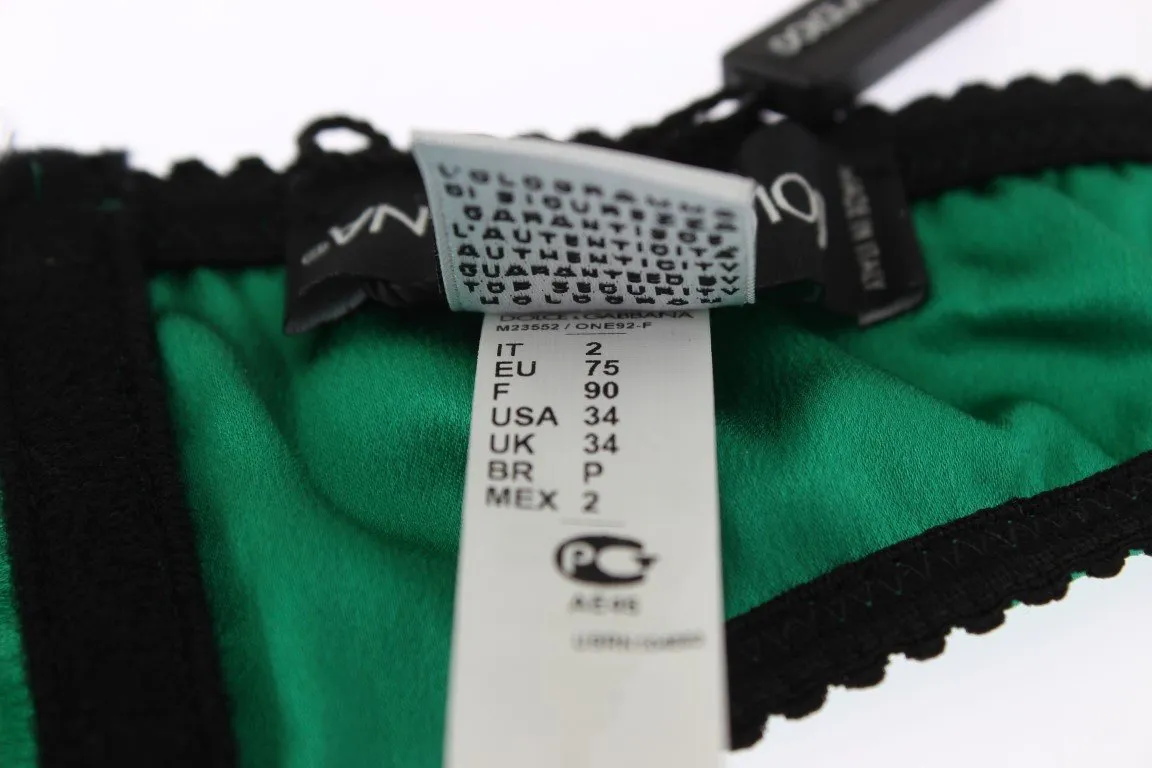 L'OLOGRAMMA
DI SICUREZZA
GARANTISCE
L'AUTENTICITA'
AUTHENTICITY
GUARANTEED
TOP SECURITY
HOLOGRAM
DOLCE & GABBANA
M23552 / ONE92-F
IT 2
EU 75
F 90
USA 34
UK 34
BR P
MEX 2
PC